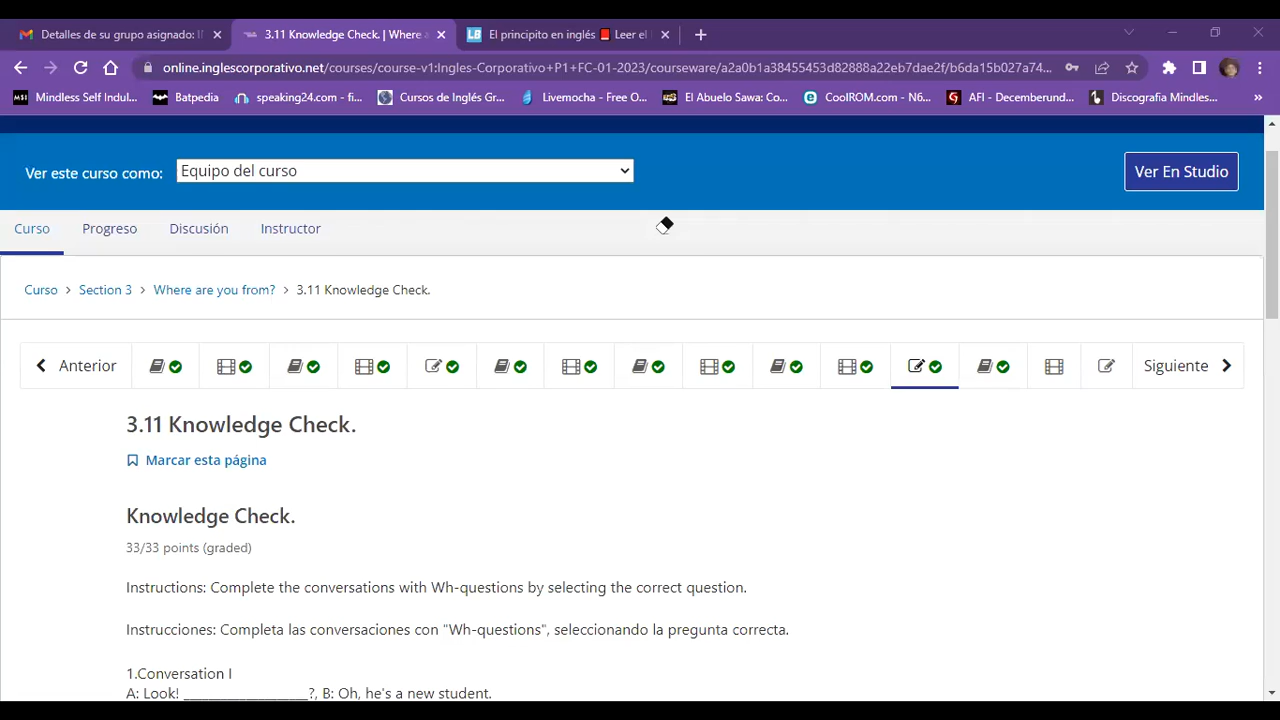 Detalles de su grupo asignado: I
3.11 Knowledge Check. | Where a
LB El principito en inglés 📕 Leer el l
online.inglescorporativo.net/courses/course-v1:Ingles-Corporativo+P1+FC-01-2023/courseware/a2a0b1a38455453d82888a22eb7dae2f/b6da15b027a74...
MSI Mindless Self Indul...
Batpedia
speaking24.com - fi...
Cursos de Inglés Gr...
Livemocha - Free O...
El Abuelo Sawa: Co...
CoolROM.com - N6...
AFI - Decemberund...
Discografia Mindles...
»
Ver este curso como:
Equipo del curso
Ver En Studio
Curso
Progreso
Discusión
Instructor
Curso > Section 3 > Where are you from? > 3.11 Knowledge Check.
Anterior
Siguiente
3.11 Knowledge Check.
Marcar esta página
Knowledge Check.
33/33 points (graded)
Instructions: Complete the conversations with Wh-questions by selecting the correct question.
Instrucciones: Completa las conversaciones con "Wh-questions", seleccionando la pregunta correcta.
1.Conversation I
A: Look! ___________________?, B: Oh, he's a new student.